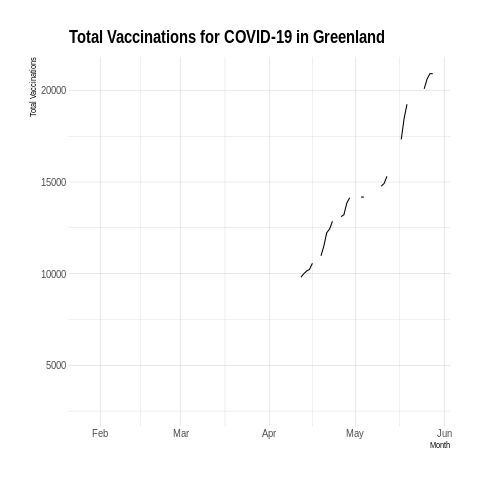 Total Vaccinations for COVID-19 in Greenland
Total Vaccinations
20000
15000
10000
5000
Feb Mar Apr May Jun
Month